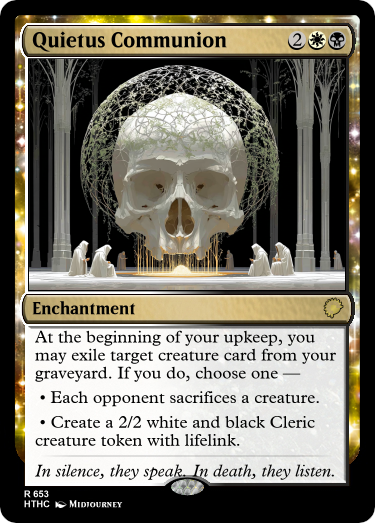 Quietus Communion 2
Enchantment
At the beginning of your upkeep, you
may exile target creature card from your
graveyard. If you do, choose one —
• Each opponent sacrifices a creature.
• Create a 2/2 white and black Cleric
creature token with lifelink.
In silence, they speak. In death, they listen.
R 653
HTHC Midjourney